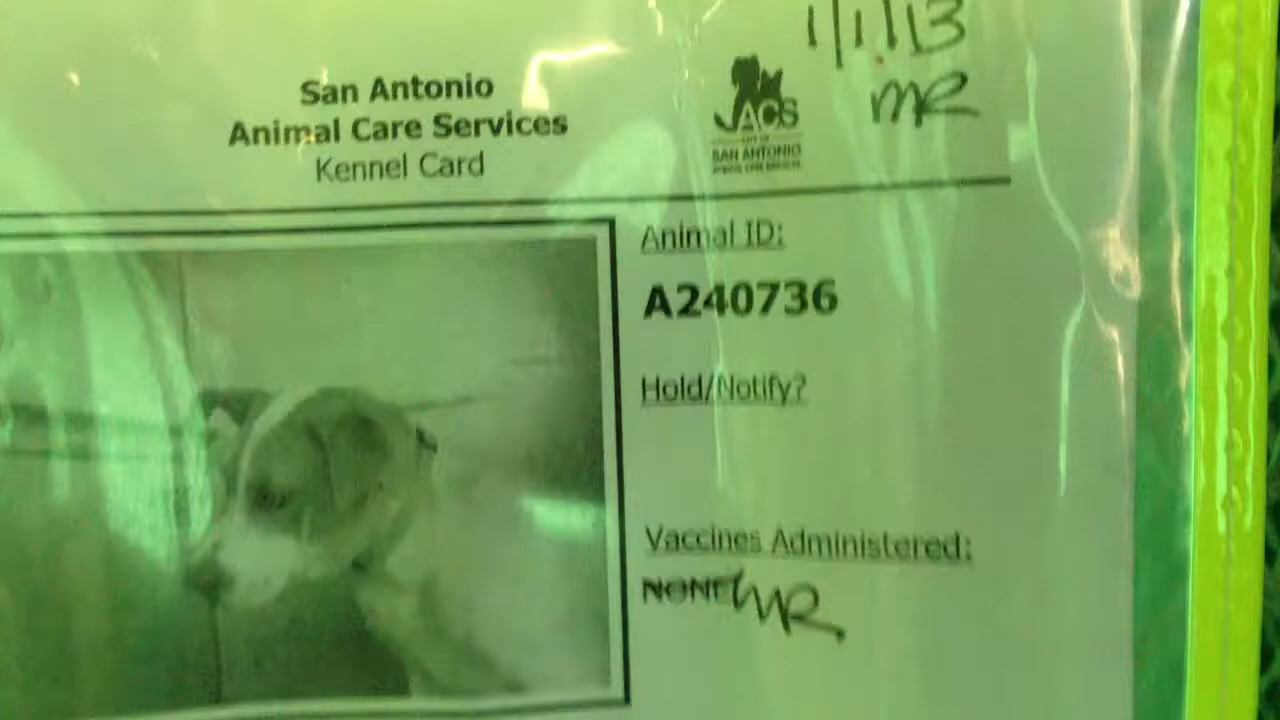 1/1/13
MR
San Antonio
Animal Care Services
Kennel Card
ACS
SAN ANTONIO
Animal ID:
A240736
Hold/Notify?
Vaccines Administered:
NONE MR